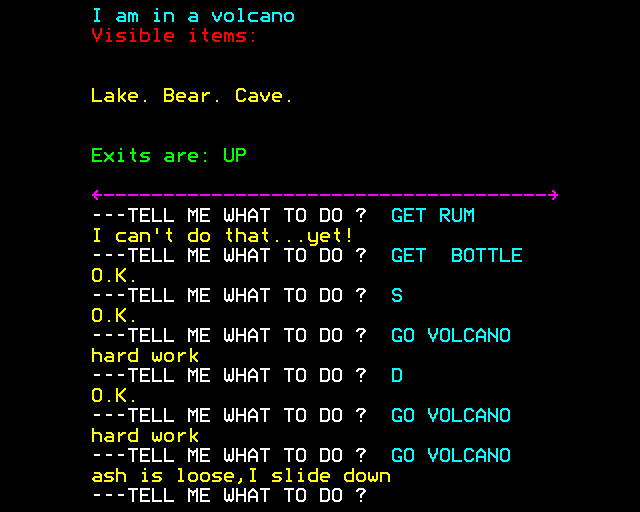 I am in a volcano
Visible items:
Lake. Bear. Cave.
Exits are: UP
---TELL ME WHAT TO DO ?  GET RUM
I can't do that...yet!
---TELL ME WHAT TO DO ?  GET  BOTTLE
O.K.
---TELL ME WHAT TO DO ?  S
O.K.
---TELL ME WHAT TO DO ?  GO VOLCANO
hard work
---TELL ME WHAT TO DO ?  D
O.K.
---TELL ME WHAT TO DO ?  GO VOLCANO
hard work
---TELL ME WHAT TO DO ?  GO VOLCANO
ash is loose,I slide down
---TELL ME WHAT TO DO ?